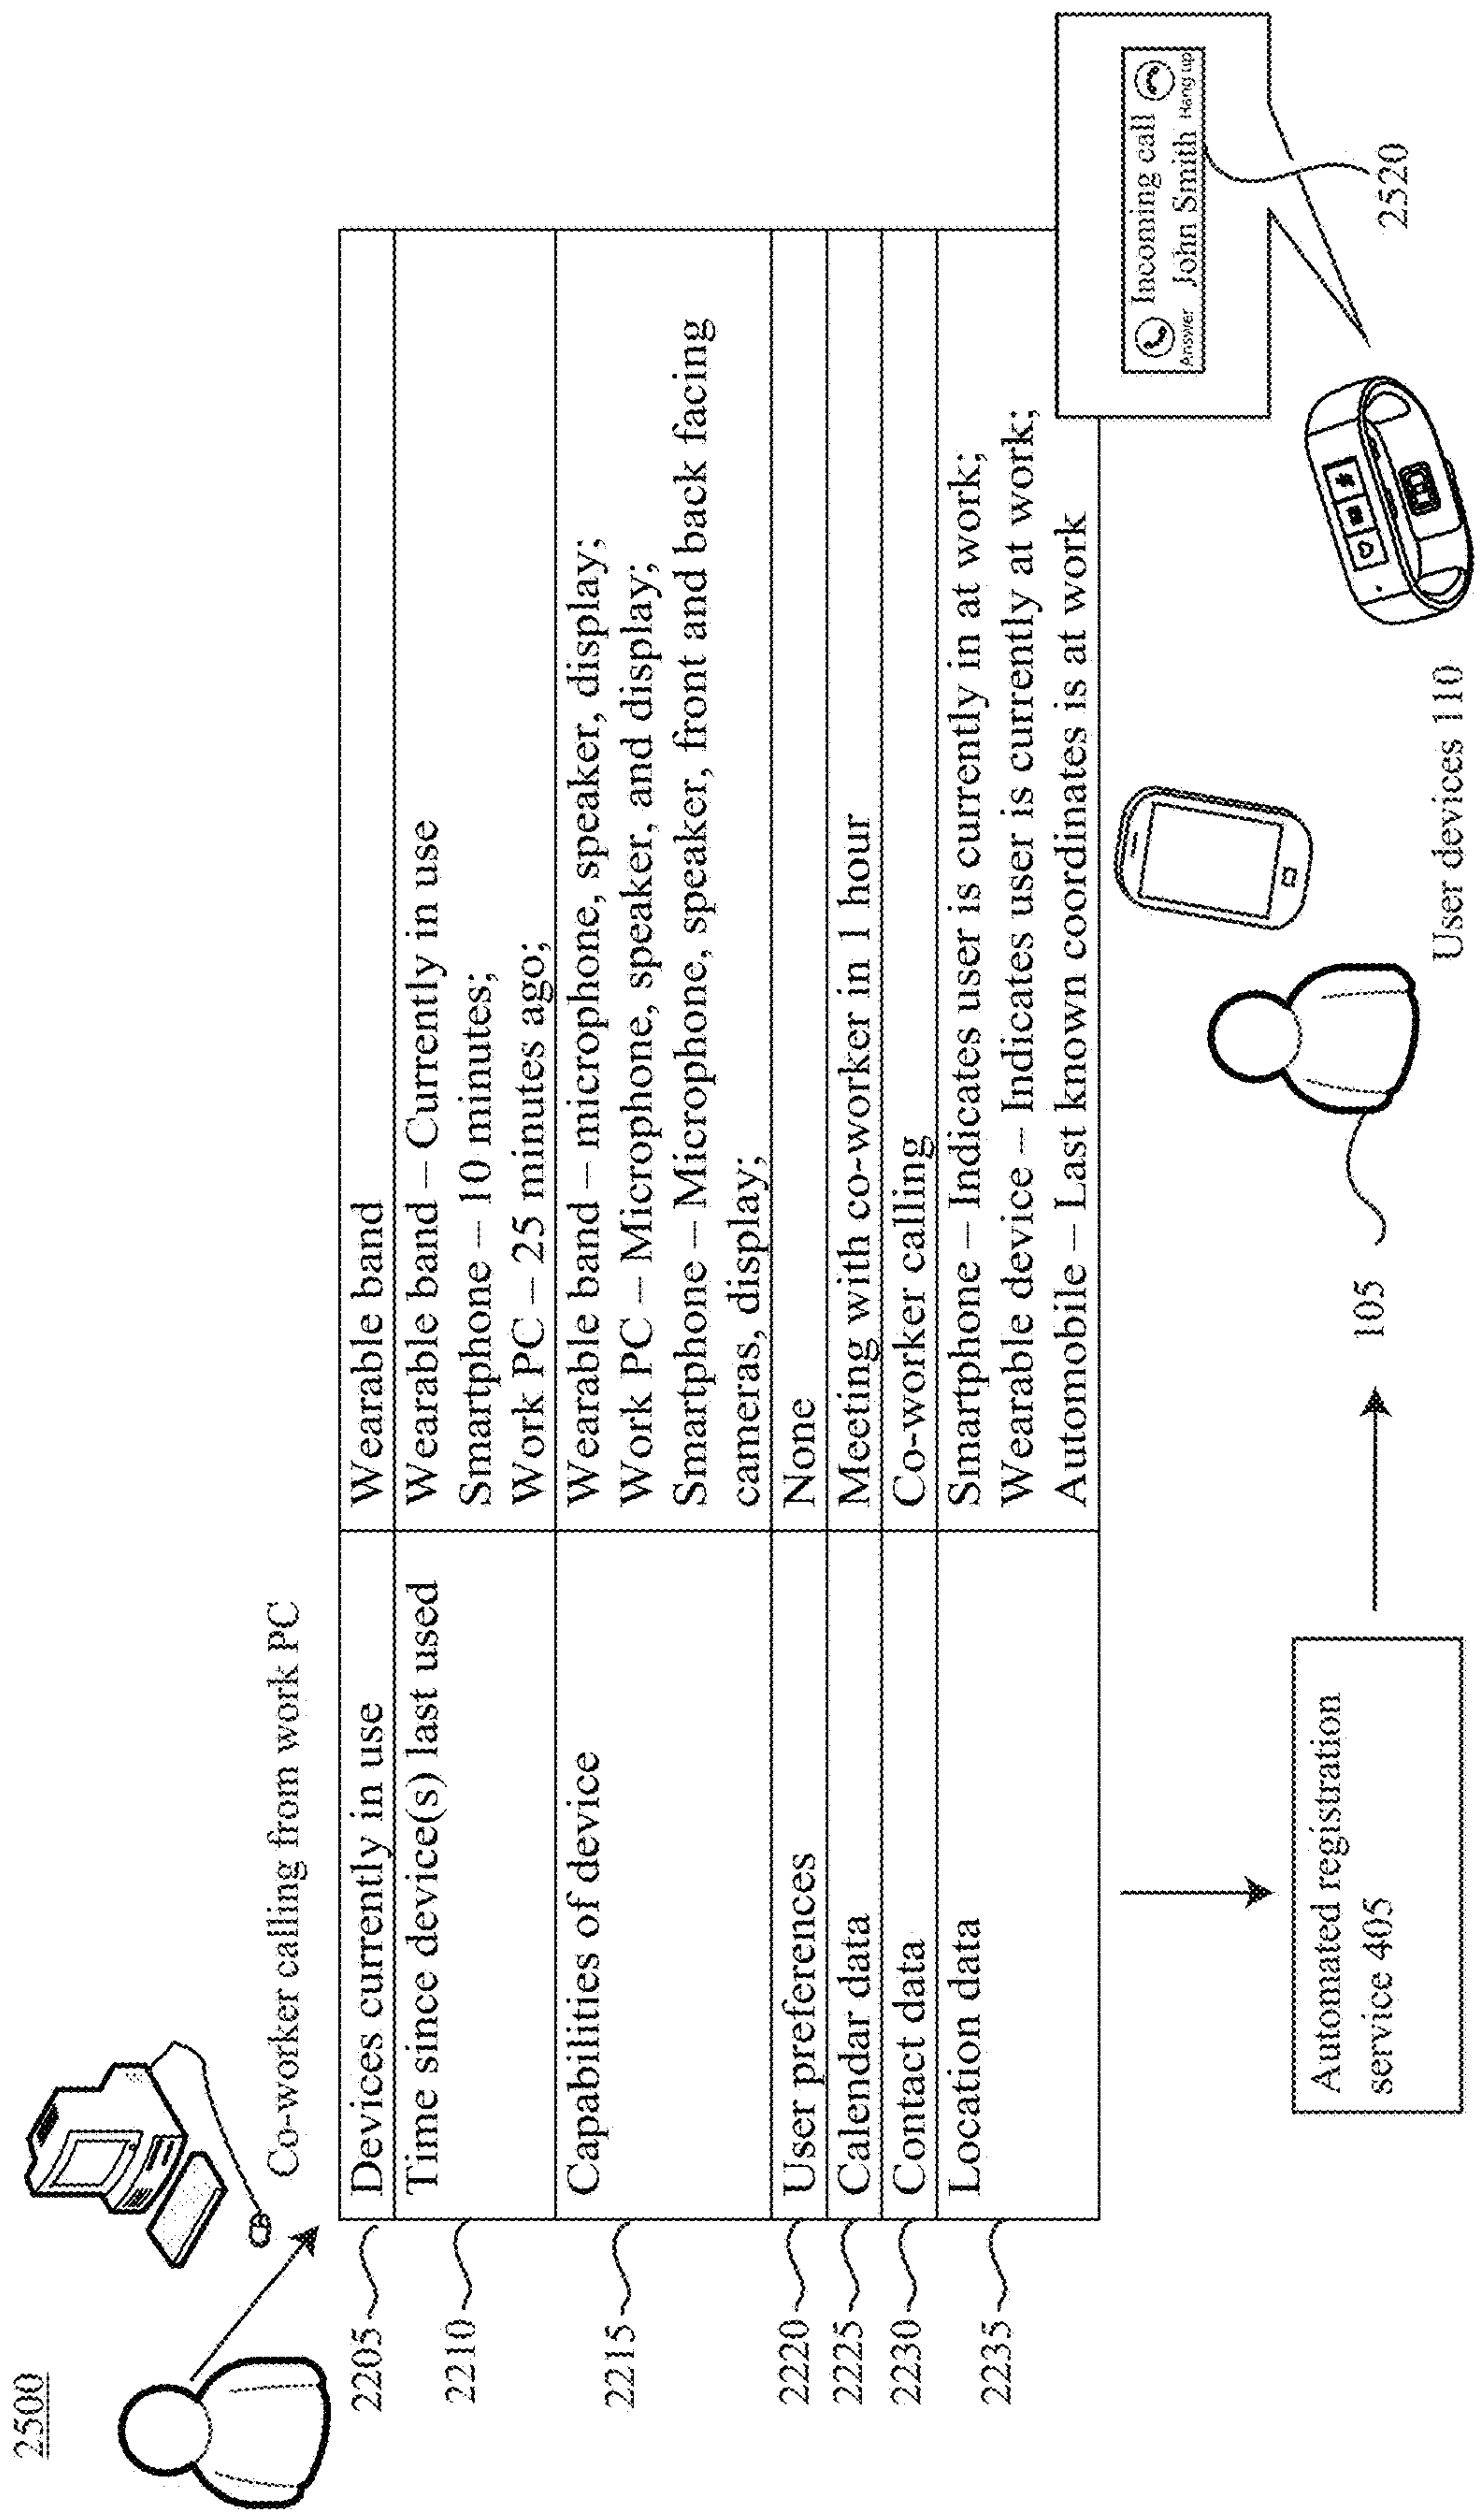 2500
Co-worker calling from work PC
2205
Devices currently in use
Wearable band
2210
Time since device(s) last used
Wearable band – Currently in use
Smartphone – 10 minutes;
Work PC – 25 minutes ago;
2215
Capabilities of device
Wearable band – microphone, speaker, display;
Work PC – Microphone, speaker, and display;
Smartphone – Microphone, speaker, front and back facing
cameras, display;
2220
User preferences
None
2225
Calendar data
Meeting with co-worker in 1 hour
2230
Contact data
Co-worker calling
2235
Location data
Smartphone – Indicates user is currently in at work;
Wearable device – Indicates user is currently at work;
Automobile – Last known coordinates is at work
Incoming call
Answer
John Smith
Hang up
2520
Automated registration
service 405
105
User devices 110